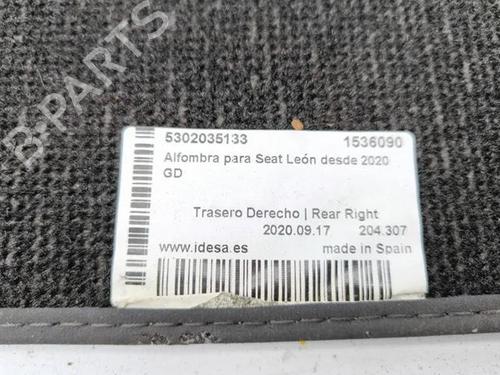 B-PARTS
5302035133 1536090
Alfombra para Seat León desde 2020
GD
Trasero Derecho | Rear Right
2020.09.17 204.307
www.idesa.es made in Spain